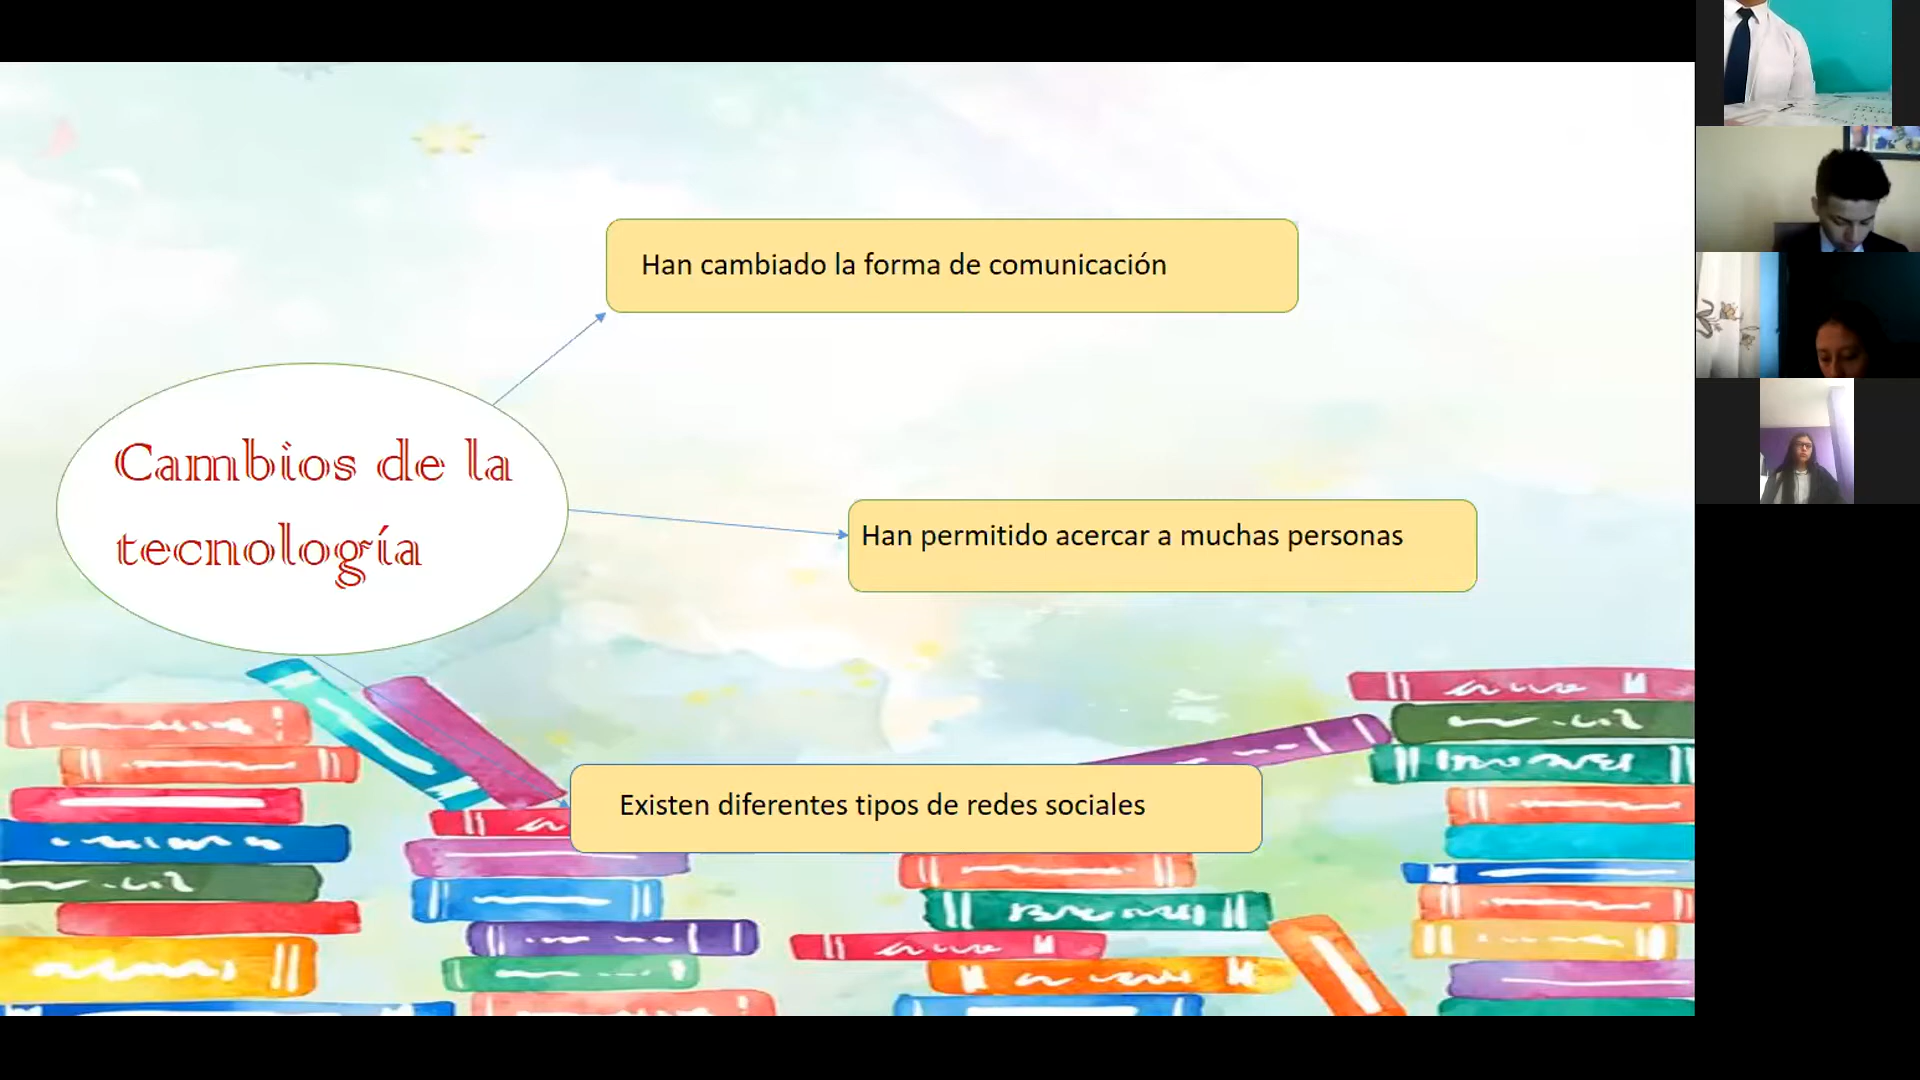 Han cambiado la forma de comunicación
Cambios de la
tecnología
Han permitido acercar a muchas personas
Existen diferentes tipos de redes sociales